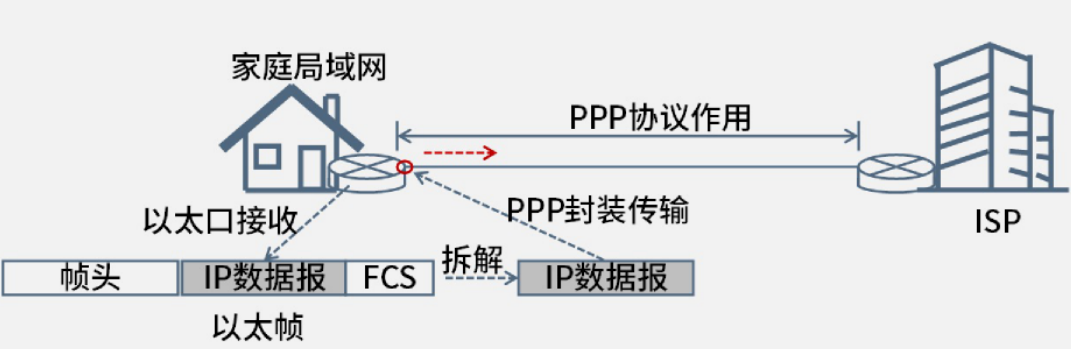 家庭局域网
PPP协议作用
以太口接收
PPP封装传输
ISP
帧头
IP数据报
FCS
拆解
IP数据报
以太帧